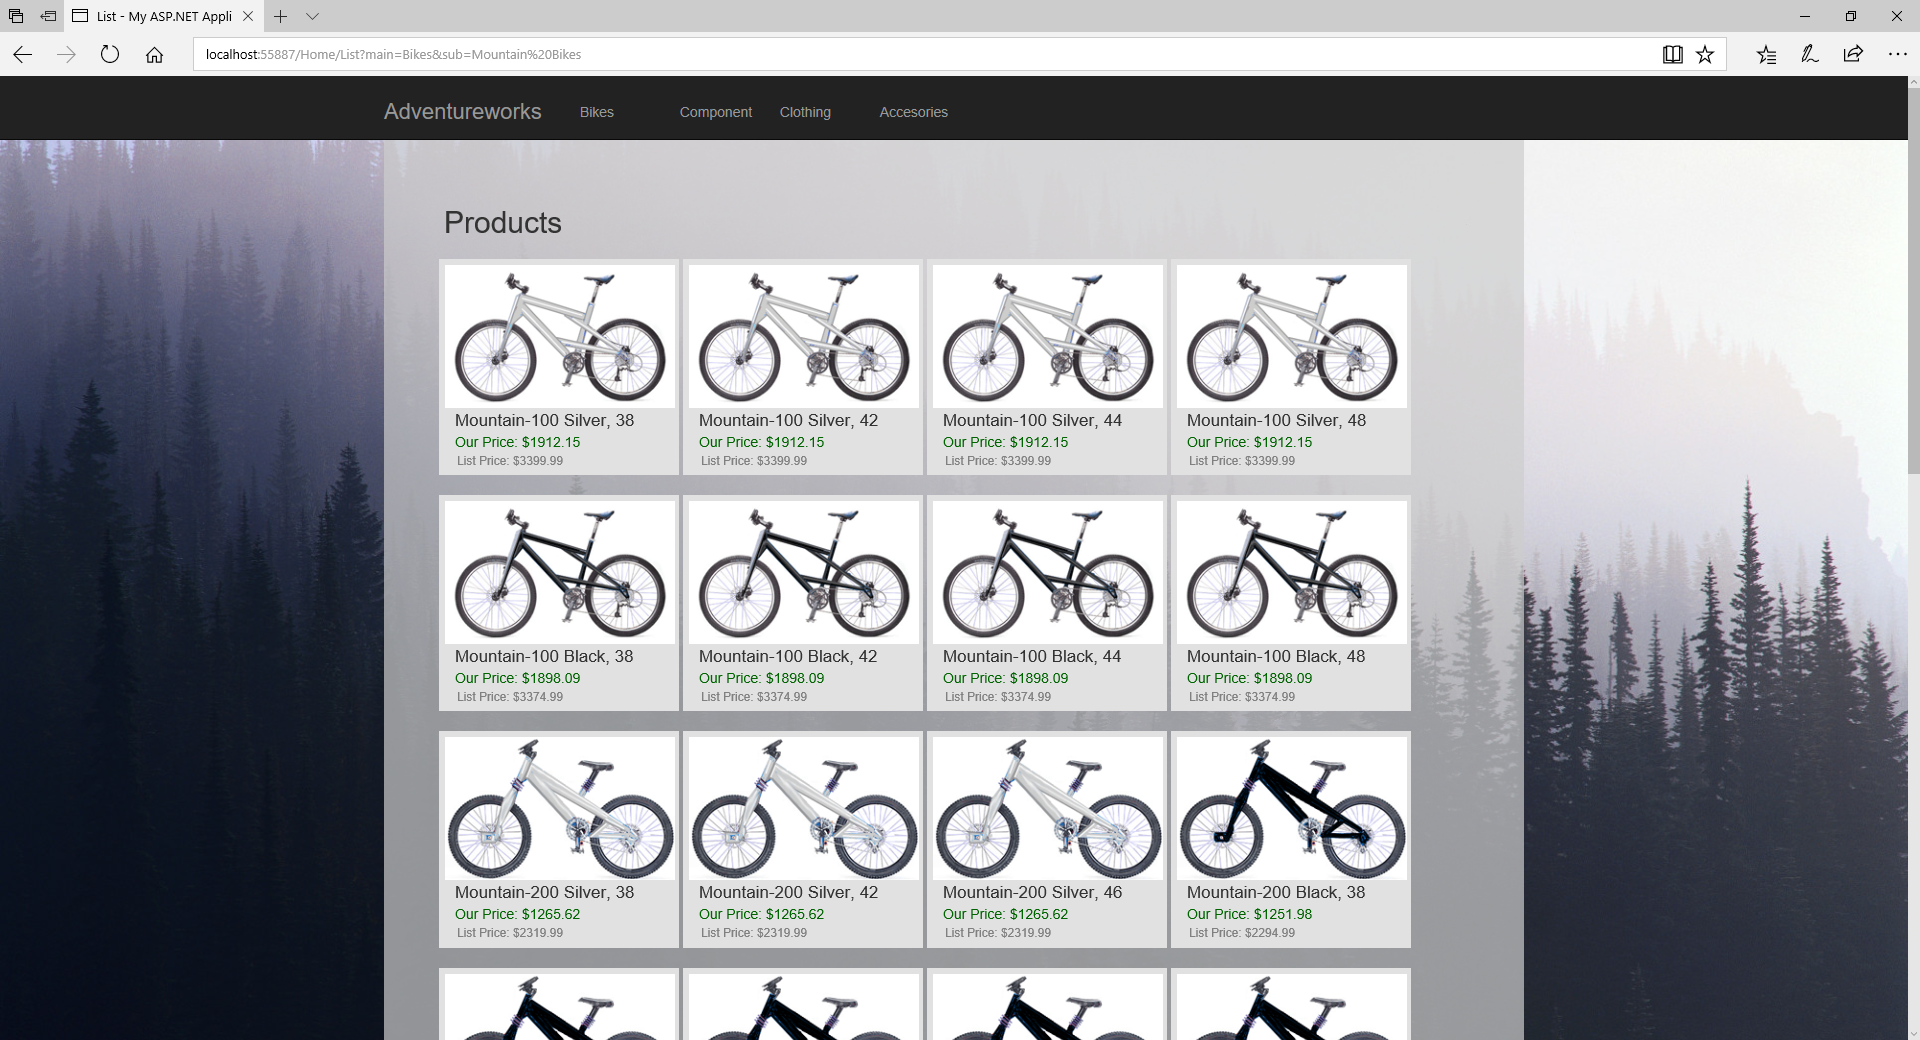 List - My ASP.NET Appli
localhost:55887/Home/List?main=Bikes&sub=Mountain%20Bikes
Adventureworks Bikes Component Clothing Accesories
Products
Mountain-100 Silver, 38 Mountain-100 Silver, 42 Mountain-100 Silver, 44 Mountain-100 Silver, 48
Our Price: $1912.15 Our Price: $1912.15 Our Price: $1912.15 Our Price: $1912.15
List Price: $3399.99 List Price: $3399.99 List Price: $3399.99 List Price: $3399.99
Mountain-100 Black, 38 Mountain-100 Black, 42 Mountain-100 Black, 44 Mountain-100 Black, 48
Our Price: $1898.09 Our Price: $1898.09 Our Price: $1898.09 Our Price: $1898.09
List Price: $3374.99 List Price: $3374.99 List Price: $3374.99 List Price: $3374.99
Mountain-200 Silver, 38 Mountain-200 Silver, 42 Mountain-200 Silver, 46 Mountain-200 Black, 38
Our Price: $1265.62 Our Price: $1265.62 Our Price: $1265.62 Our Price: $1251.98
List Price: $2319.99 List Price: $2319.99 List Price: $2319.99 List Price: $2294.99